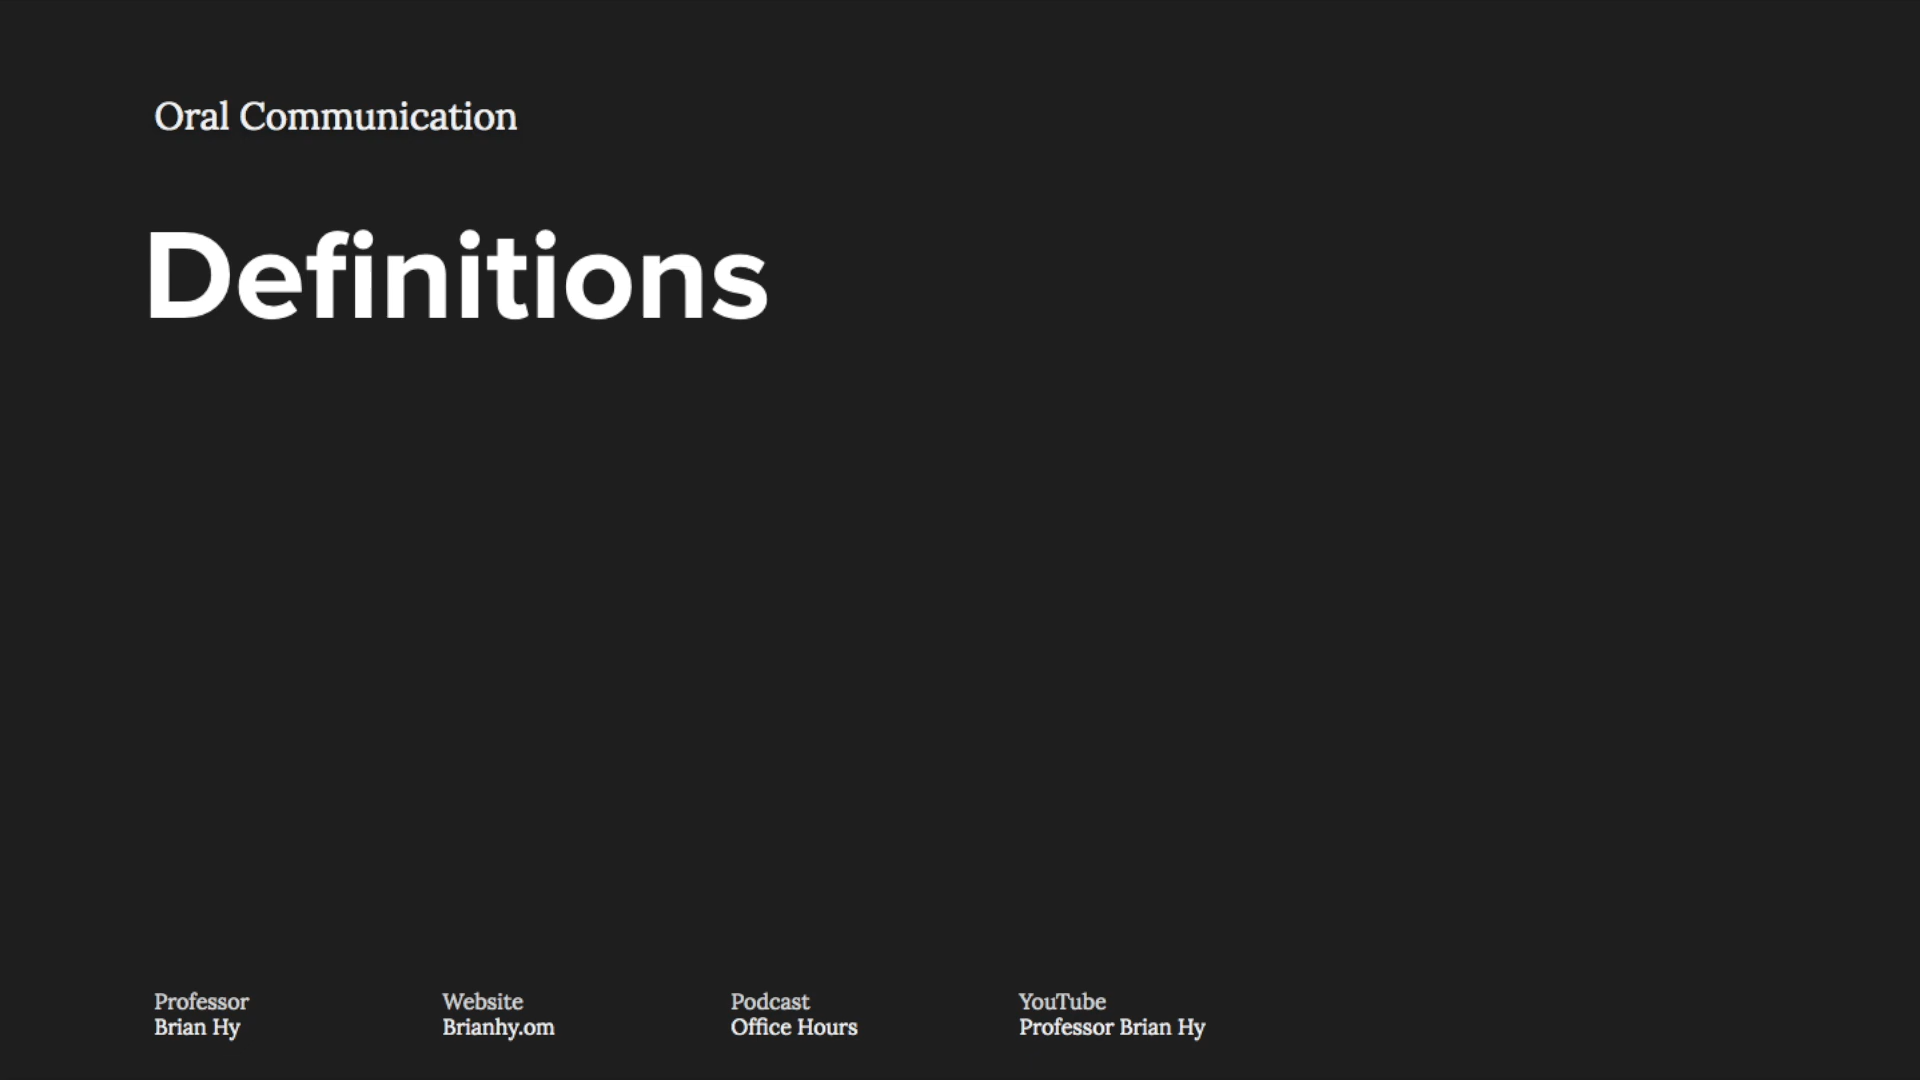 Oral Communication
Definitions
Professor
Brian Hy
Website
Brianhy.om
Podcast
Office Hours
YouTube
Professor Brian Hy